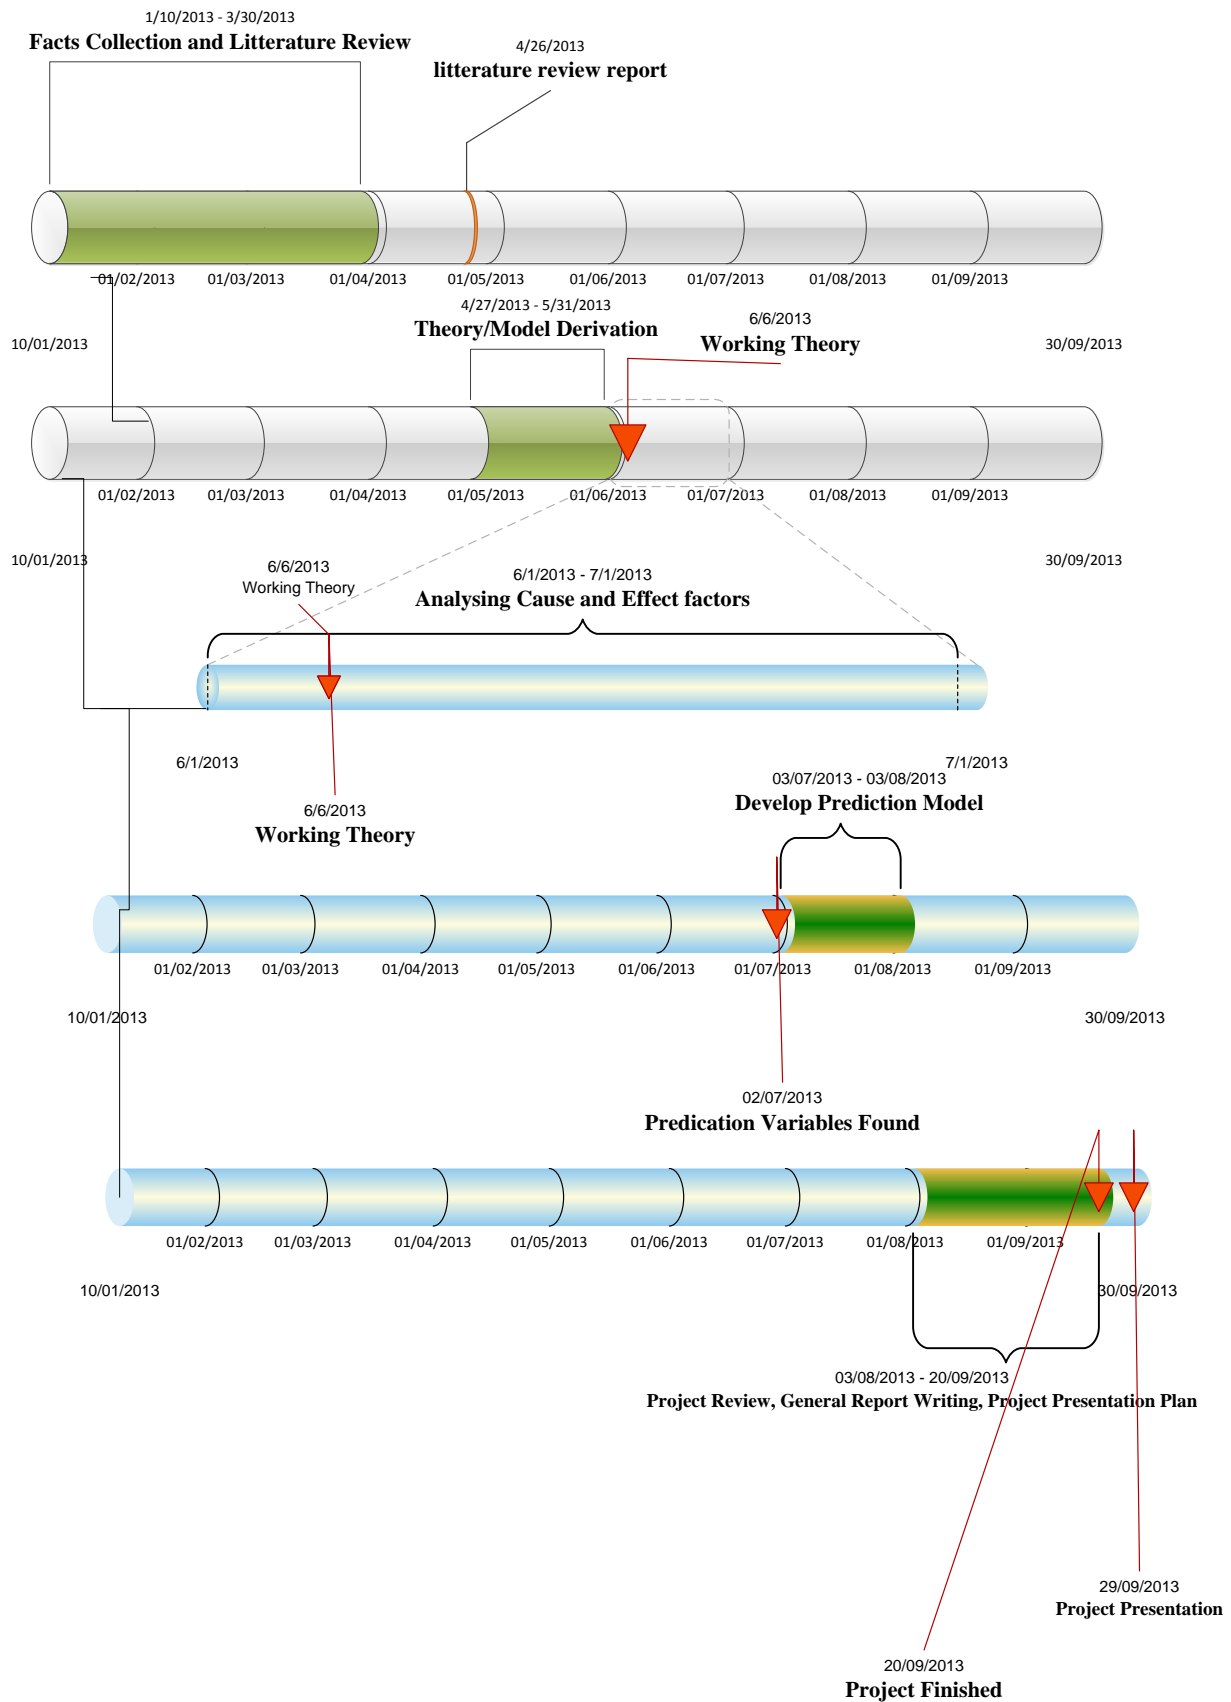 1/10/2013 - 3/30/2013
Facts Collection and Litterature Review
4/26/2013
litterature review report
01/02/2013 01/03/2013 01/04/2013 01/05/2013 01/06/2013 01/07/2013 01/08/2013 01/09/2013
10/01/2013 30/09/2013
4/27/2013 - 5/31/2013
Theory/Model Derivation
6/6/2013
Working Theory
01/02/2013 01/03/2013 01/04/2013 01/05/2013 01/06/2013 01/07/2013 01/08/2013 01/09/2013
10/01/2013 30/09/2013
6/6/2013
Working Theory
6/1/2013 - 7/1/2013
Analysing Cause and Effect factors
6/1/2013 7/1/2013
6/6/2013
Working Theory
03/07/2013 - 03/08/2013
Develop Prediction Model
01/02/2013 01/03/2013 01/04/2013 01/05/2013 01/06/2013 01/07/2013 01/08/2013 01/09/2013
10/01/2013 30/09/2013
02/07/2013
Predication Variables Found
01/02/2013 01/03/2013 01/04/2013 01/05/2013 01/06/2013 01/07/2013 01/08/2013 01/09/2013
10/01/2013 30/09/2013
03/08/2013 - 20/09/2013
Project Review, General Report Writing, Project Presentation Plan
29/09/2013
Project Presentation
20/09/2013
Project Finished